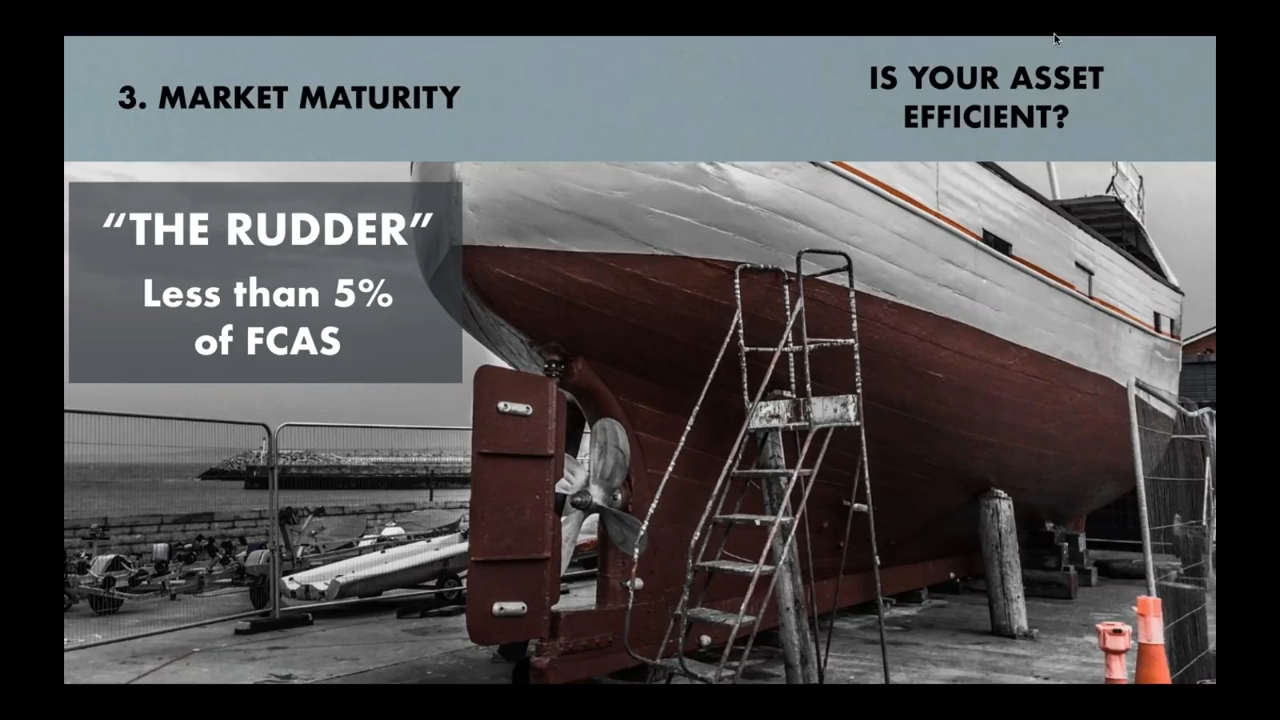 3. MARKET MATURITY
IS YOUR ASSET
EFFICIENT?
“THE RUDDER”
Less than 5%
of FCAS